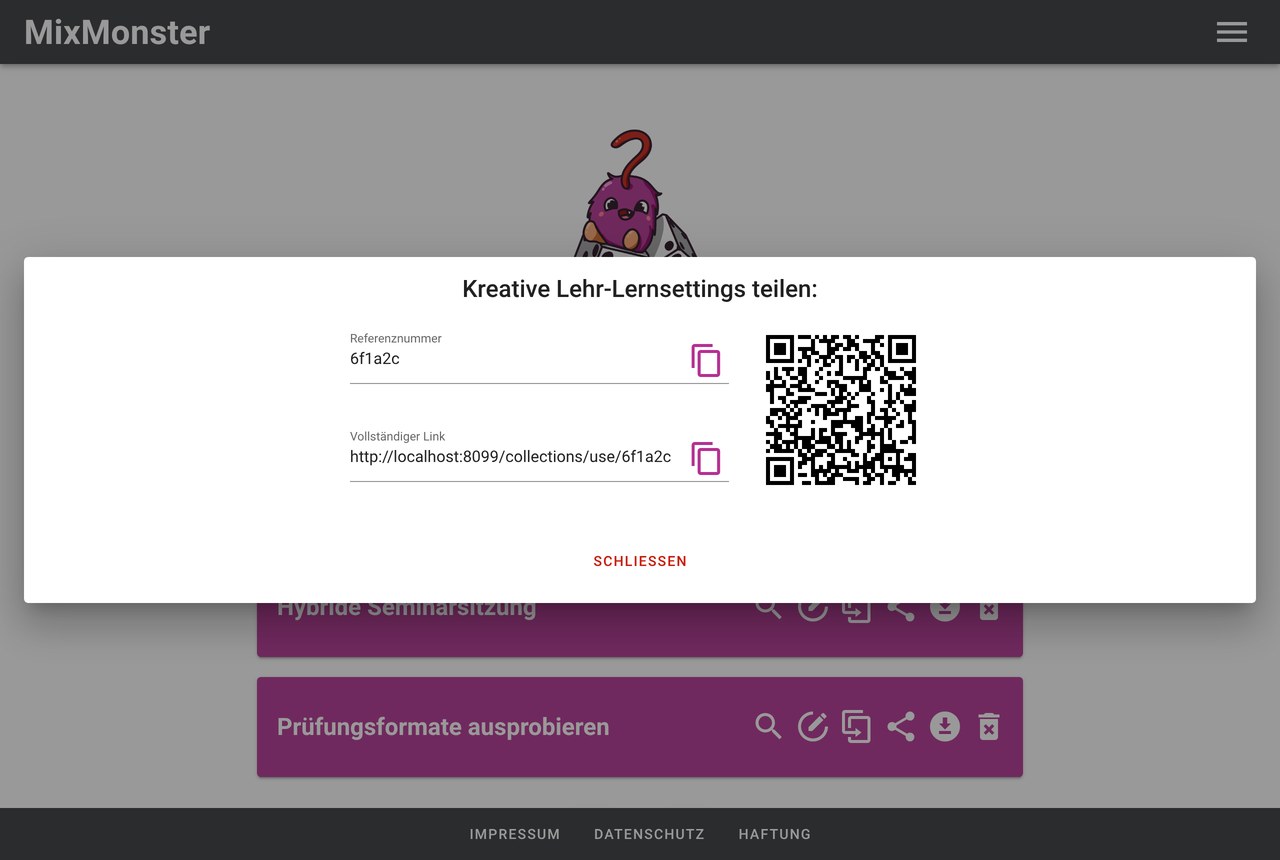 MixMonster
Kreative Lehr-Lernsettings teilen:
Referenznummer
6f1a2c
Vollständiger Link
http://localhost:8099/collections/use/6f1a2c
SCHLIESSEN
Hybride Seminarsitzung
Prüfungsformate ausprobieren
IMPRESSUM DATENSCHUTZ HAFTUNG